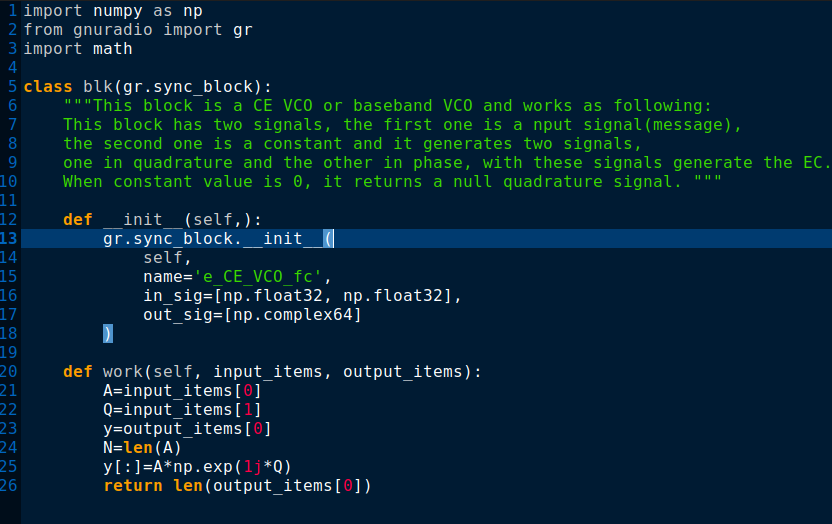 1 import numpy as np
2 from gnuradio import gr
3 import math
4
5 class blk(gr.sync_block):
6     """This block is a CE VCO or baseband VCO and works as following:
7     This block has two signals, the first one is a nput signal(message),
8     the second one is a constant and it generates two signals,
9     one in quadrature and the other in phase, with these signals generate the EC.
10     When constant value is 0, it returns a null quadrature signal. """
11
12     def __init__(self,):
13         gr.sync_block.__init__(
14             self,
15             name='e_CE_VCO_fc',
16             in_sig=[np.float32, np.float32],
17             out_sig=[np.complex64]
18         )
19
20     def work(self, input_items, output_items):
21         A=input_items[0]
22         Q=input_items[1]
23         y=output_items[0]
24         N=len(A)
25         y[:]=A*np.exp(1j*Q)
26         return len(output_items[0])